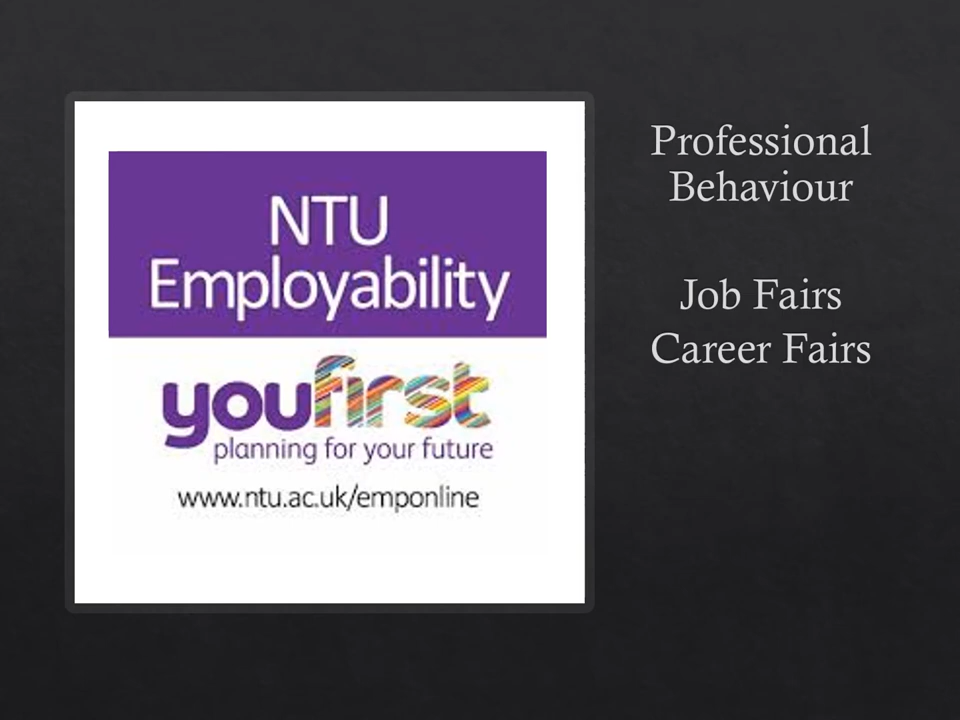 NTU
Employability
youfirst
planning for your future
www.ntu.ac.uk/emponline
Professional
Behaviour
Job Fairs
Career Fairs